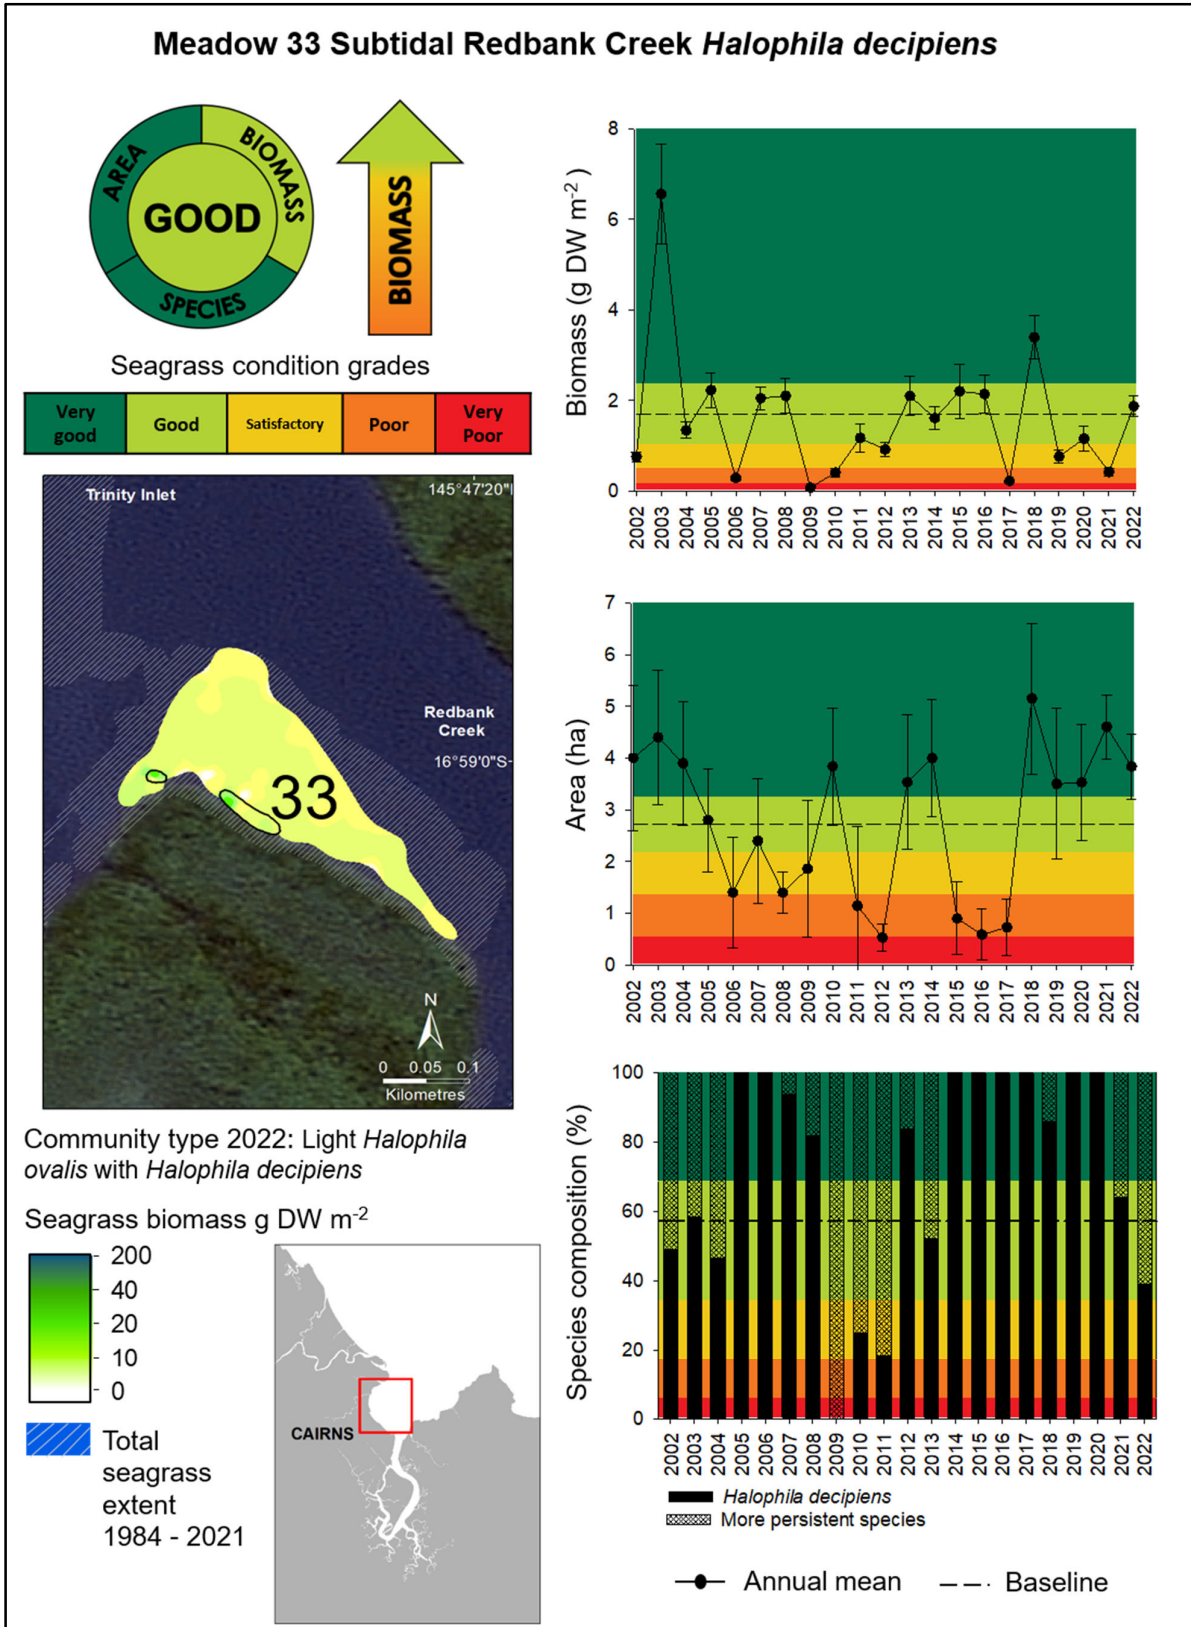 Meadow 33 Subtidal Redbank Creek Halophila decipiens
AREA
BIOMASS
GOOD
SPECIES
BIOMASS
Seagrass condition grades
Very good
Good
Satisfactory
Poor
Very Poor
Trinity Inlet
145°47'20"
Redbank
Creek
16°59'0"S
33
N
0 0.05 0.1
Kilometres
Community type 2022: Light Halophila
ovalis with Halophila decipiens
Seagrass biomass g DW m-2
200
40
20
10
0
Total
seagrass
extent
1984 - 2021
CAIRNS
Biomass (g DW m-2)
8
6
4
2
0
2002 2003 2004 2005 2006 2007 2008 2009 2010 2011 2012 2013 2014 2015 2016 2017 2018 2019 2020 2021 2022
Area (ha)
7
6
5
4
3
2
1
0
2002 2003 2004 2005 2006 2007 2008 2009 2010 2011 2012 2013 2014 2015 2016 2017 2018 2019 2020 2021 2022
Species composition (%)
100
80
60
40
20
0
2002 2003 2004 2005 2006 2007 2008 2009 2010 2011 2012 2013 2014 2015 2016 2017 2018 2019 2020 2021 2022
Halophila decipiens
More persistent species
Annual mean
Baseline